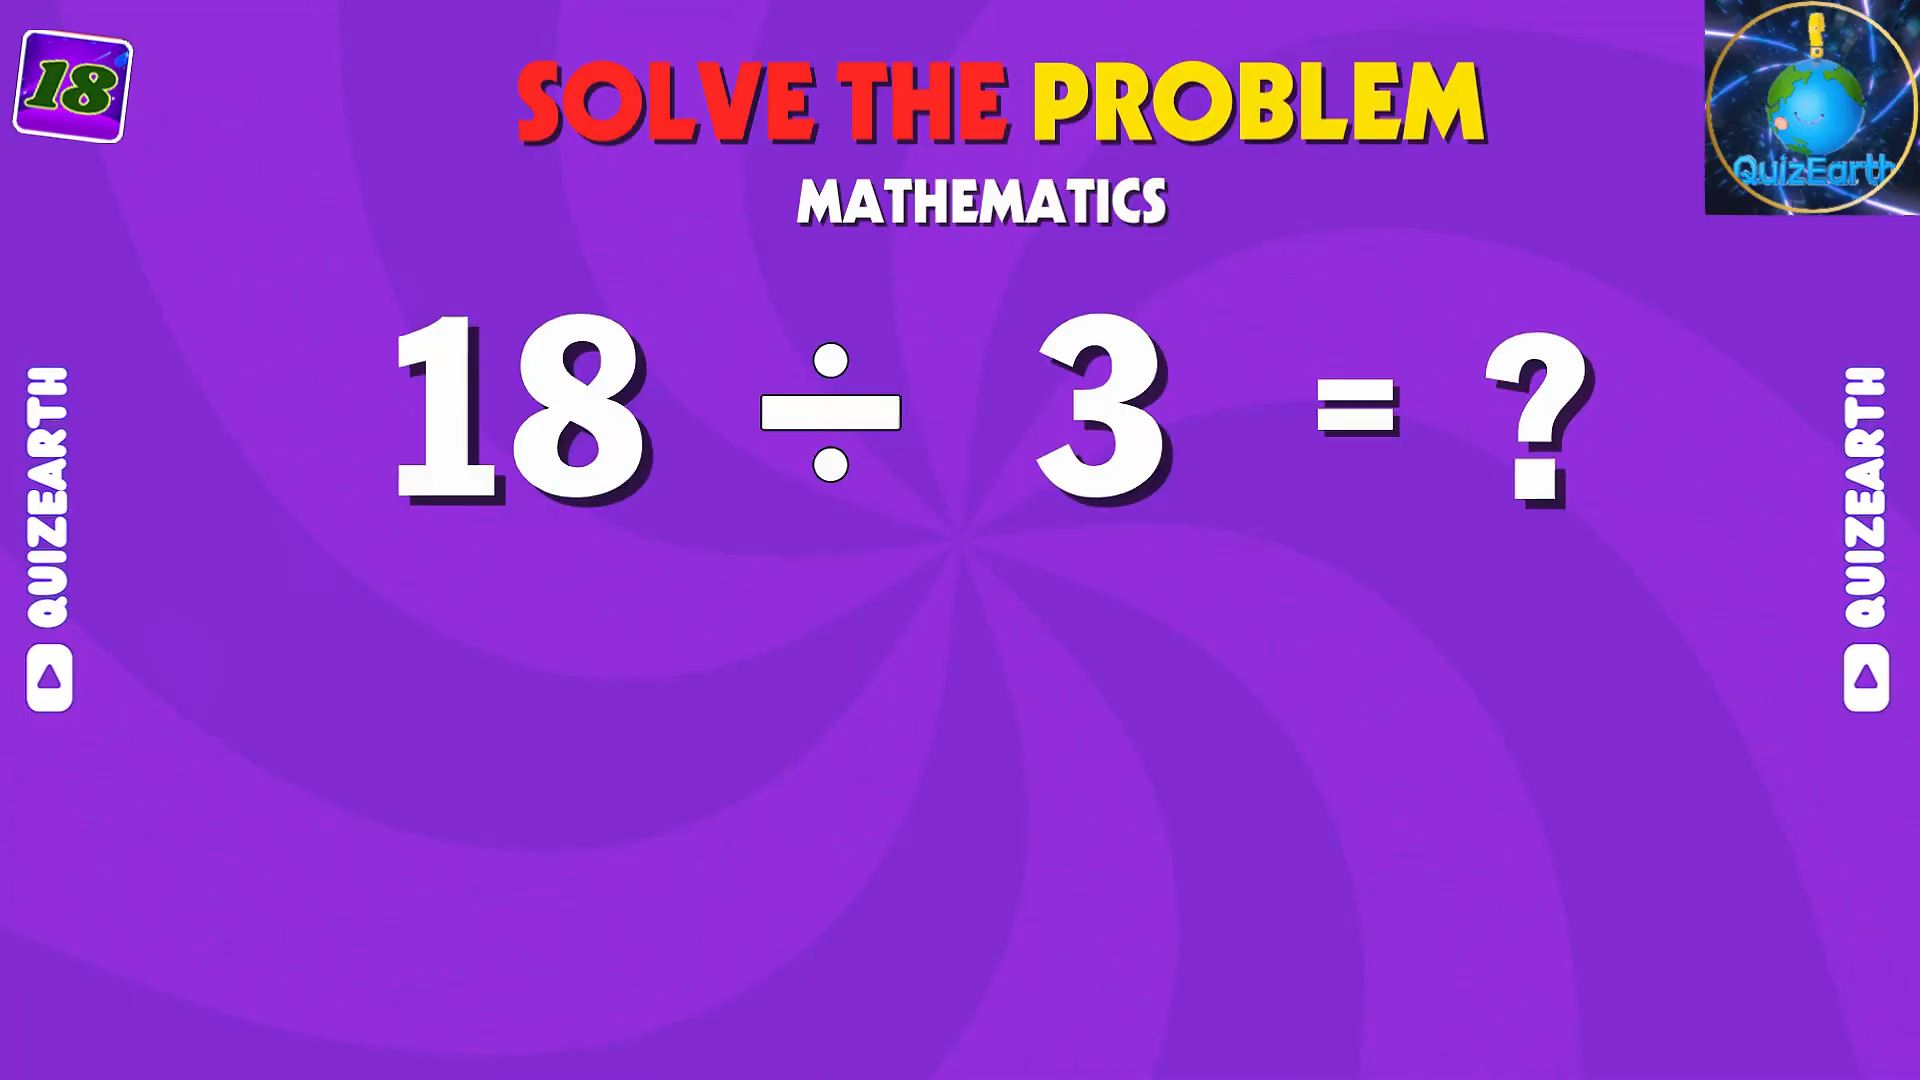 18
SOLVE THE PROBLEM
MATHEMATICS
QuizEarth
18 ÷ 3 = ?
QUIZEARTH
QUIZEARTH